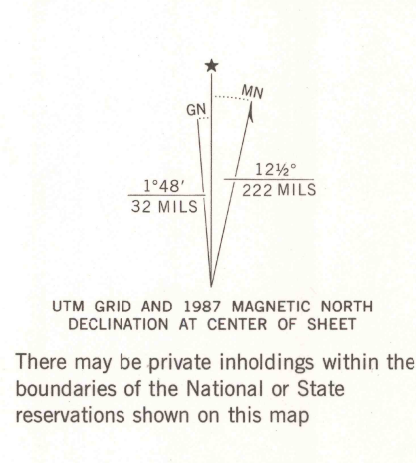 ★
MN
GN
1°48′
32 MILS
12½°
222 MILS
UTM GRID AND 1987 MAGNETIC NORTH
DECLINATION AT CENTER OF SHEET
There may be private inholdings within the
boundaries of the National or State
reservations shown on this map